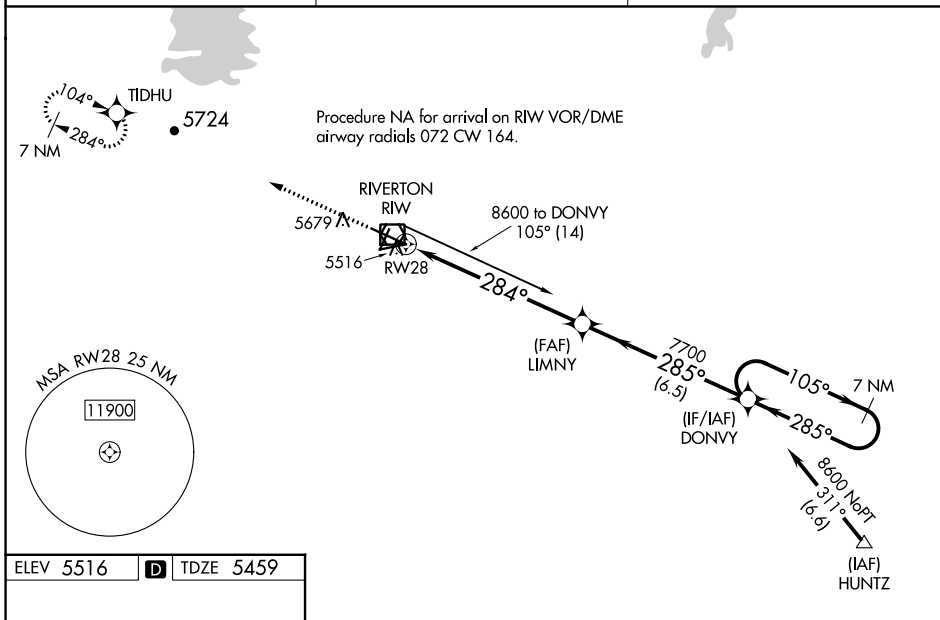 104°
TIDHU
284°
7 NM
5724
Procedure NA for arrival on RIW VOR/DME
airway radials 072 CW 164.
RIVERTON
RIW
5679
5516
RW28
8600 to DONVY
105° (14)
284°
(FAF)
LIMNY
7700
285°
(6.5)
(IF/IAF)
DONVY
105°
7 NM
285°
8600 NoPT
311°
(6.6)
(IAF)
HUNTZ
MSA RW28 25 NM
11900
ELEV 5516 D TDZE 5459